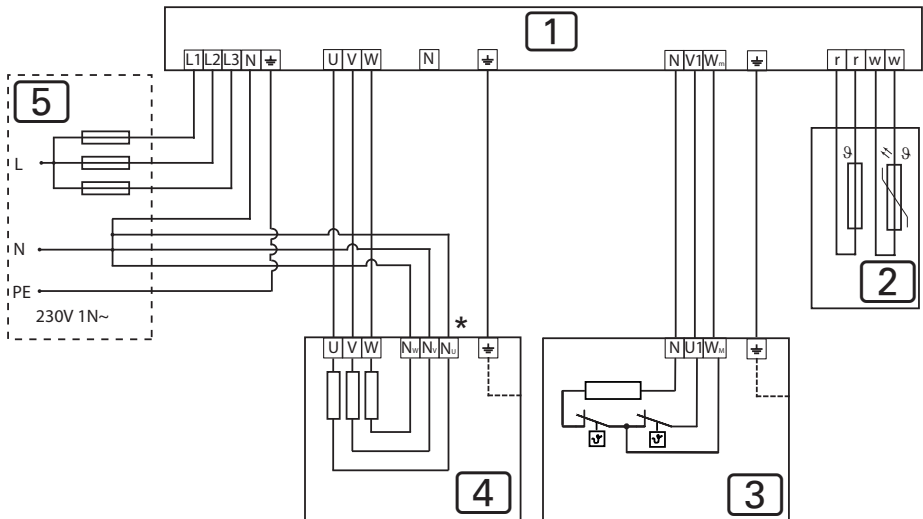 1
L1 L2 L3 N ⏚ U V W N ⏚ N V1 Wm ⏚ r r w w
5
L
ϑ ϑ
N
2
PE
230V 1N~
*
U V W NW NV NU ⏚ N U1 WM ⏚
ϑ ϑ
4 3